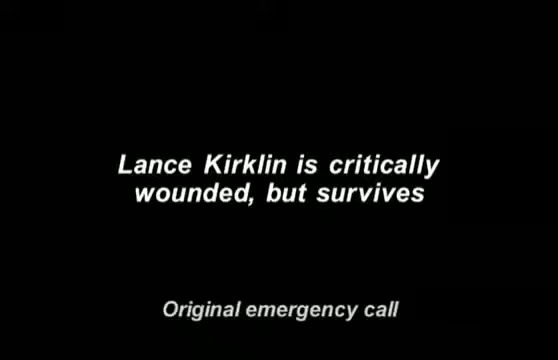 Lance Kirklin is critically
wounded, but survives
Original emergency call